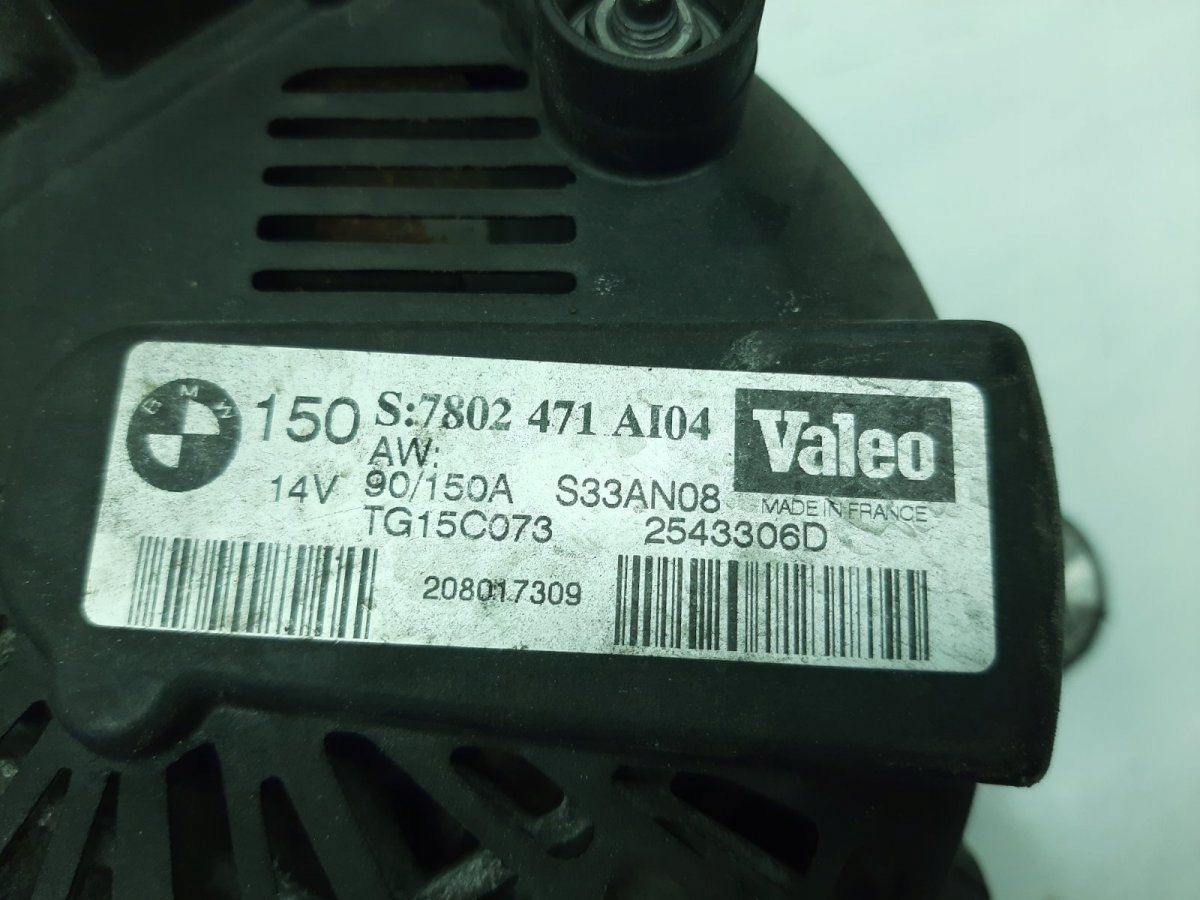 BMW 150 S:7802 471 AI04 Valeo
AW:
14V 90/150A S33AN08 MADE IN FRANCE
TG15C073 2543306D
208017309